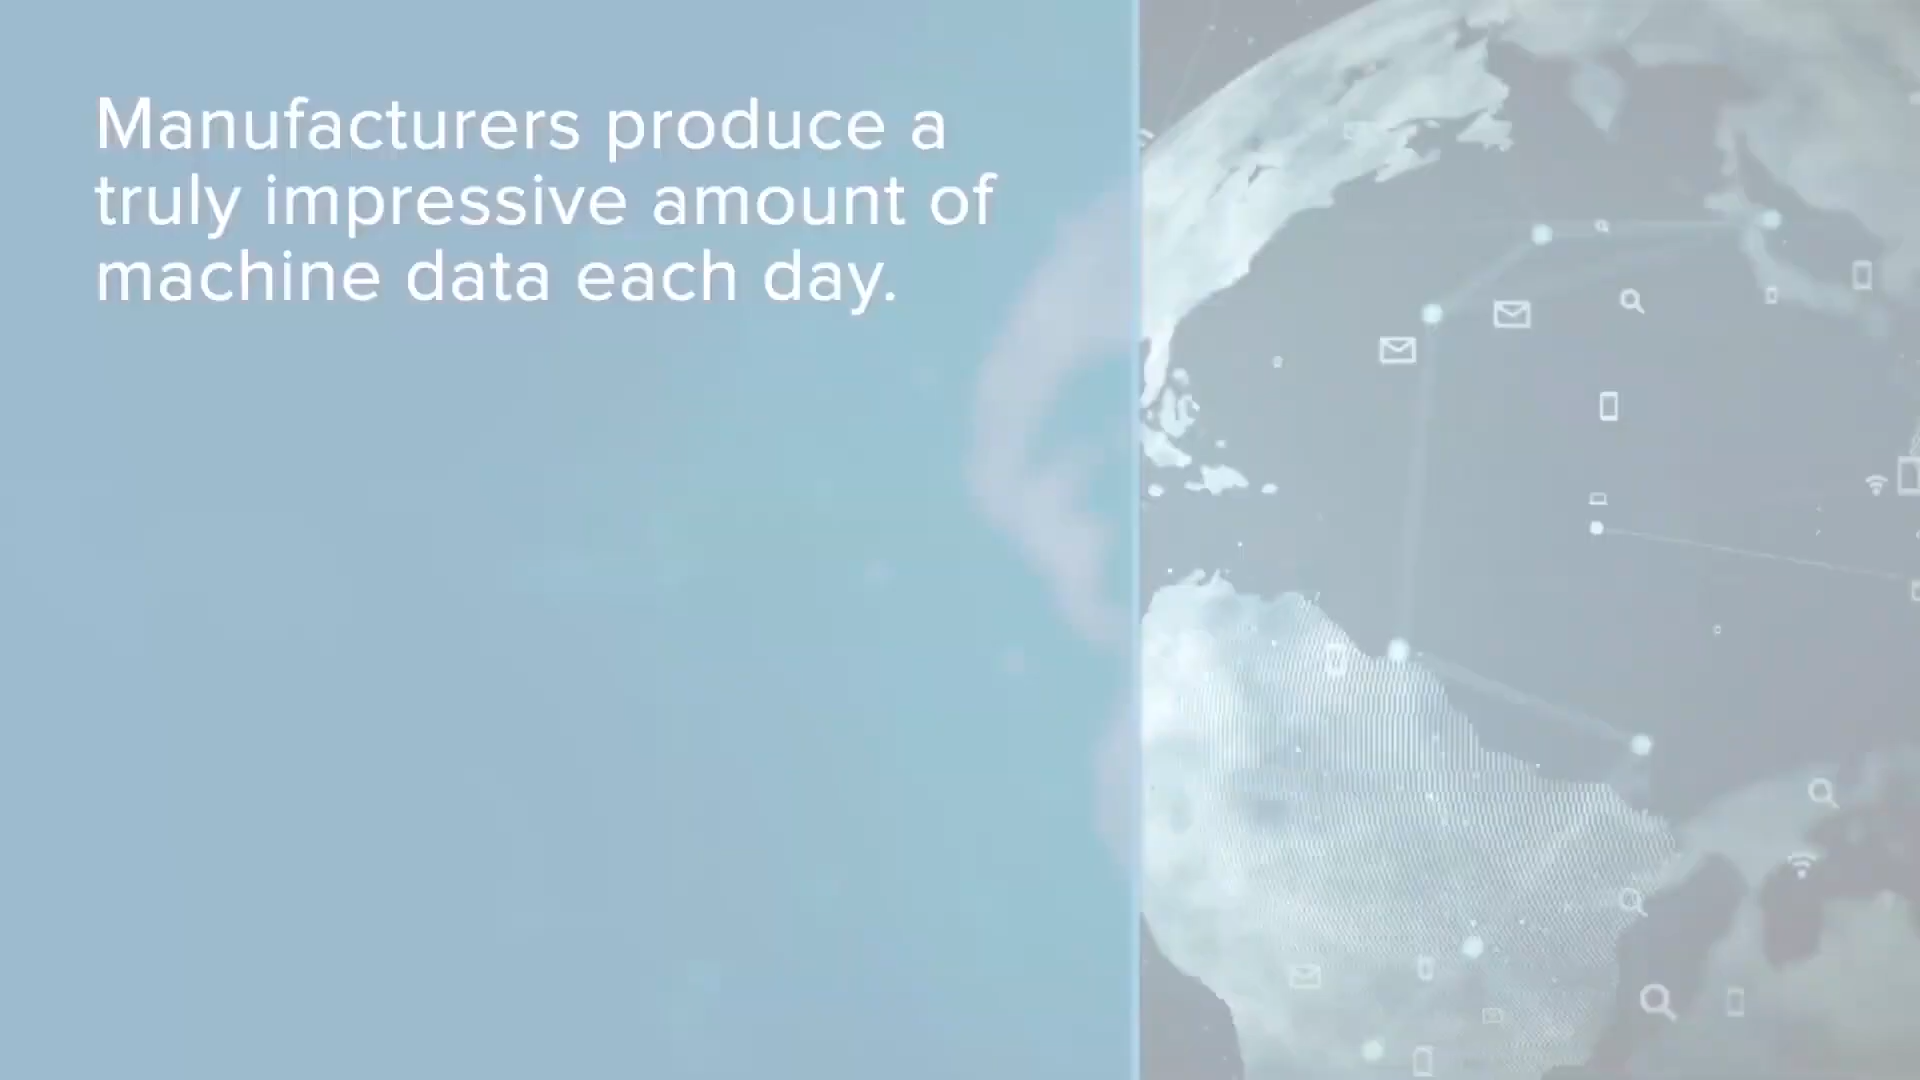 Manufacturers produce a
truly impressive amount of
machine data each day.